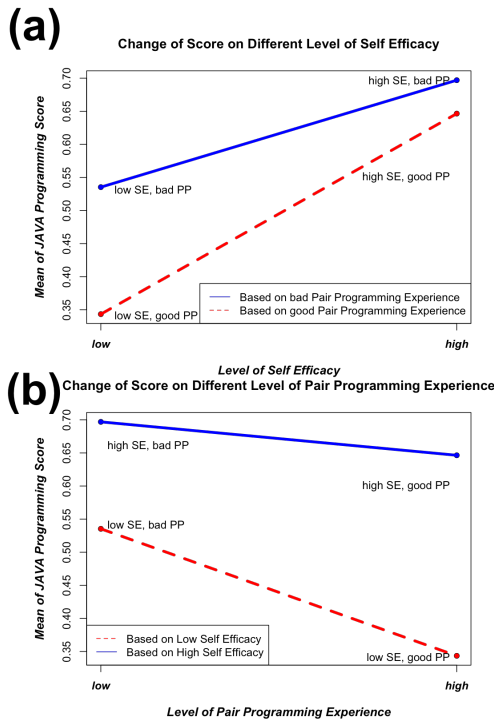 (a)
Change of Score on Different Level of Self Efficacy
Mean of JAVA Programming Score
0.70
0.65
0.60
0.55
0.50
0.45
0.40
0.35
high SE, bad PP
low SE, bad PP
high SE, good PP
low SE, good PP
Based on bad Pair Programming Experience
Based on good Pair Programming Experience
low
high
Level of Self Efficacy
(b)
Change of Score on Different Level of Pair Programming Experience
Mean of JAVA Programming Score
0.70
0.65
0.60
0.55
0.50
0.45
0.40
0.35
high SE, bad PP
high SE, good PP
low SE, bad PP
low SE, good PP
Based on Low Self Efficacy
Based on High Self Efficacy
low
high
Level of Pair Programming Experience